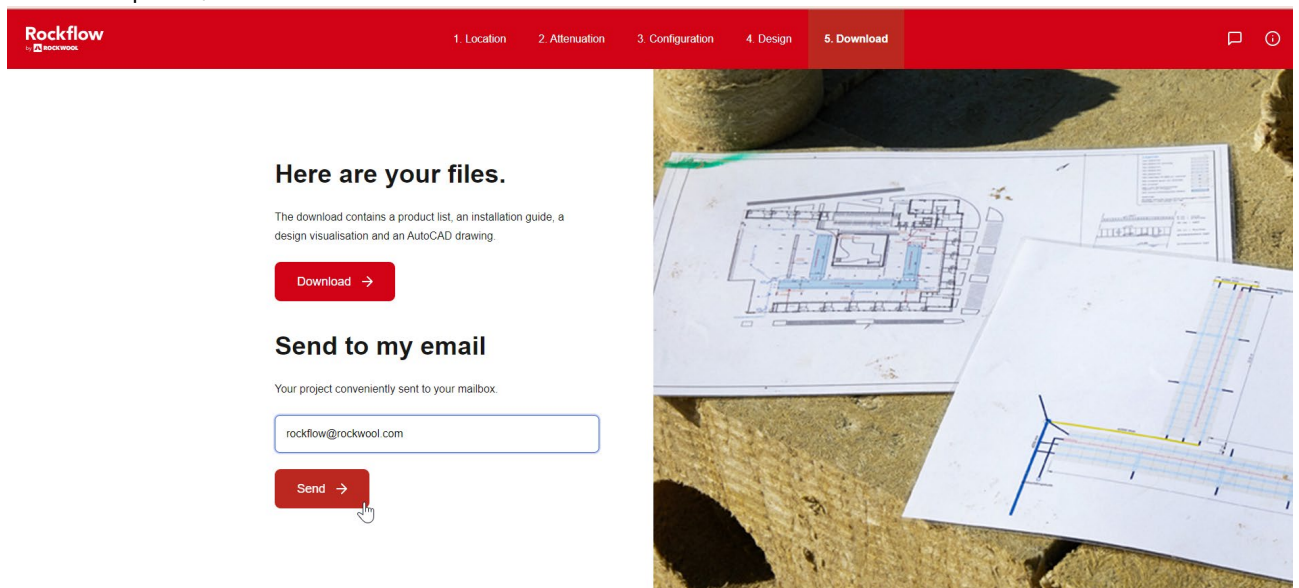 Rockflow
by ROCKWOOL
1. Location
2. Attenuation
3. Configuration
4. Design
5. Download
Here are your files.
The download contains a product list, an installation guide, a
design visualisation and an AutoCAD drawing.
Download
Send to my email
Your project conveniently sent to your mailbox.
rockflow@rockwool.com
Send